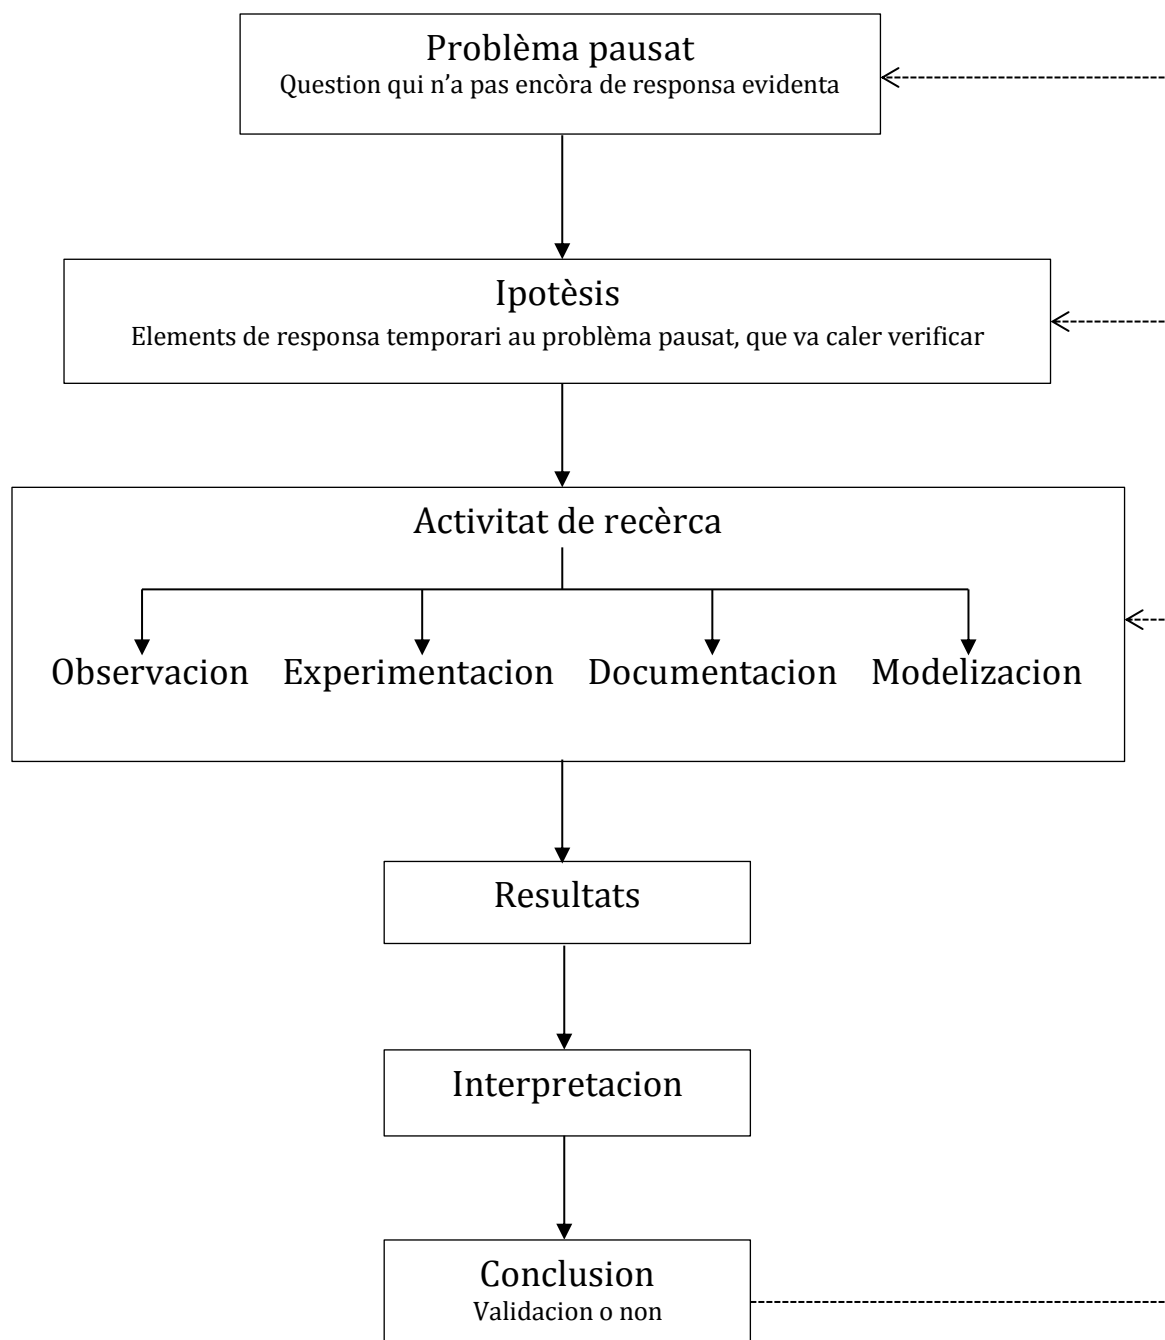 Problèma pausat
Question qui n’a pas encòra de responsa evidenta
Ipotèsis
Elements de responsa temporari au problèma pausat, que va caler verificar
Activitat de recèrca
Observacion Experimentacion Documentacion Modelizacion
Resultats
Interpretacion
Conclusion
Validacion o non